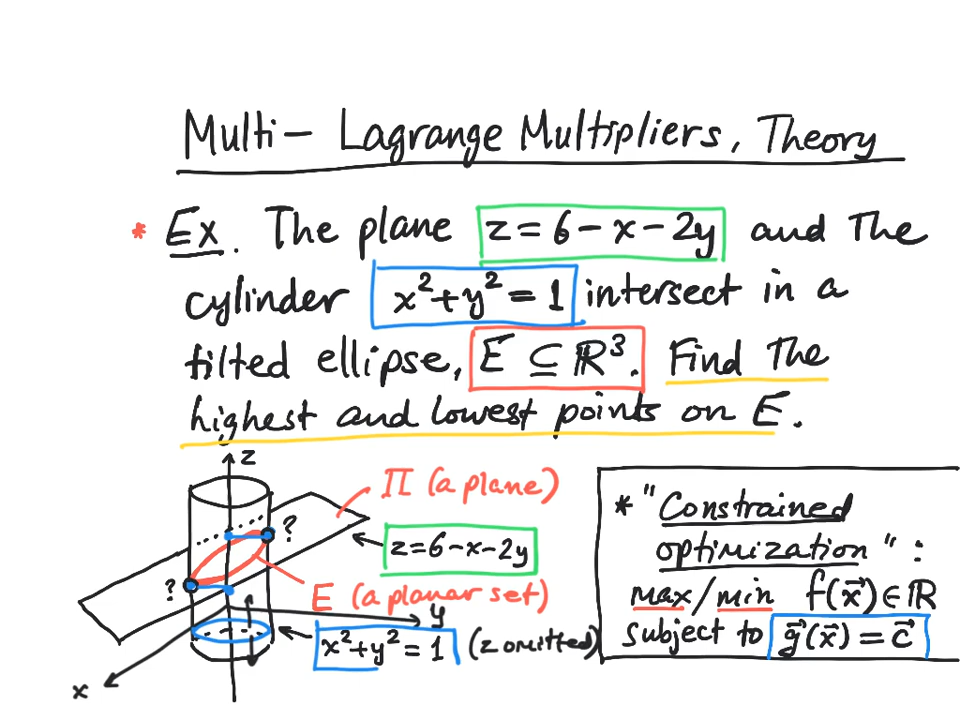 Multi- Lagrange Multipliers, Theory
* Ex. The plane z = 6 - x - 2y and the
cylinder x² + y² = 1 intersect in a
tilted ellipse, E ⊆ ℝ³. Find the
highest and lowest points on E.
z
Π (a plane)
?
z = 6 - x - 2y
?
E (a planar set)
y
x² + y² = 1 (z omitted)
x
* "Constrained
optimization":
max/min f(x⃗) ∈ ℝ
subject to g⃗(x⃗) = c⃗